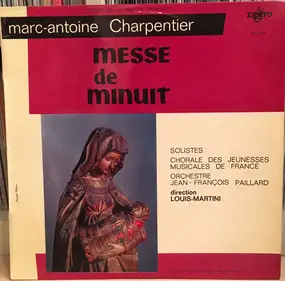 marc-antoine Charpentier
ERATO
MESSE
de
MINUIT
SOLISTES
CHORALE DES JEUNESSES
MUSICALES DE FRANCE
ORCHESTRE
JEAN-FRANÇOIS PAILLARD
direction
LOUIS-MARTINI